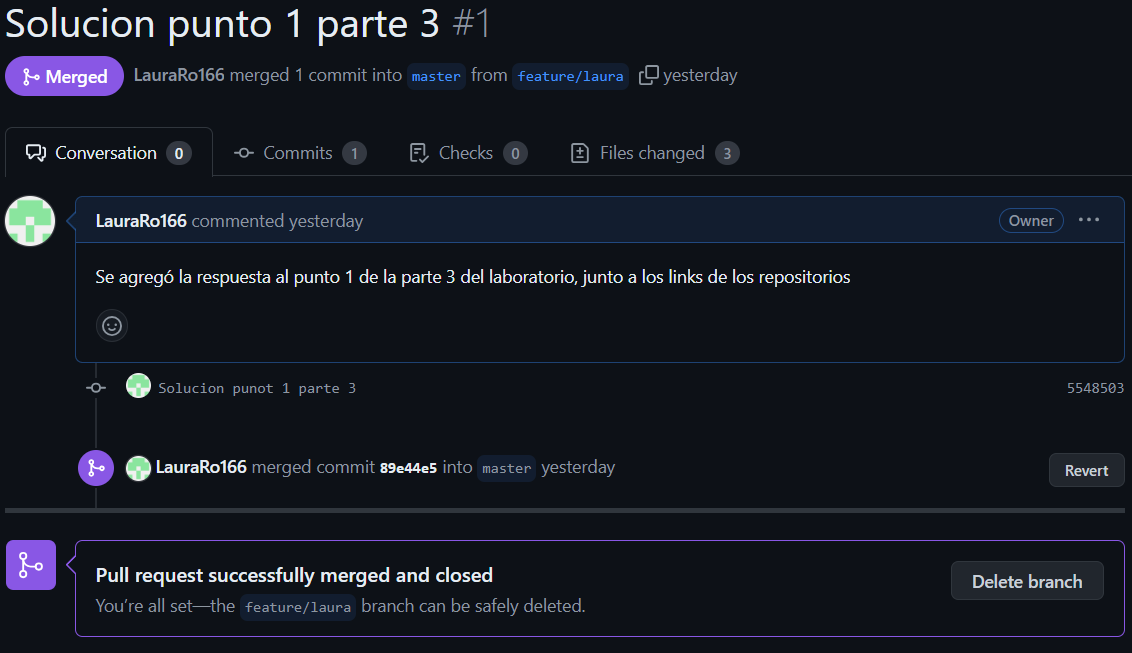 Solucion punto 1 parte 3 #1
Merged LauraRo166 merged 1 commit into master from feature/laura yesterday
Conversation 0 Commits 1 Checks 0 Files changed 3
LauraRo166 commented yesterday Owner ...
Se agregó la respuesta al punto 1 de la parte 3 del laboratorio, junto a los links de los repositorios
Solucion punot 1 parte 3 5548503
LauraRo166 merged commit 89e44e5 into master yesterday Revert
Pull request successfully merged and closed
You’re all set—the feature/laura branch can be safely deleted.
Delete branch